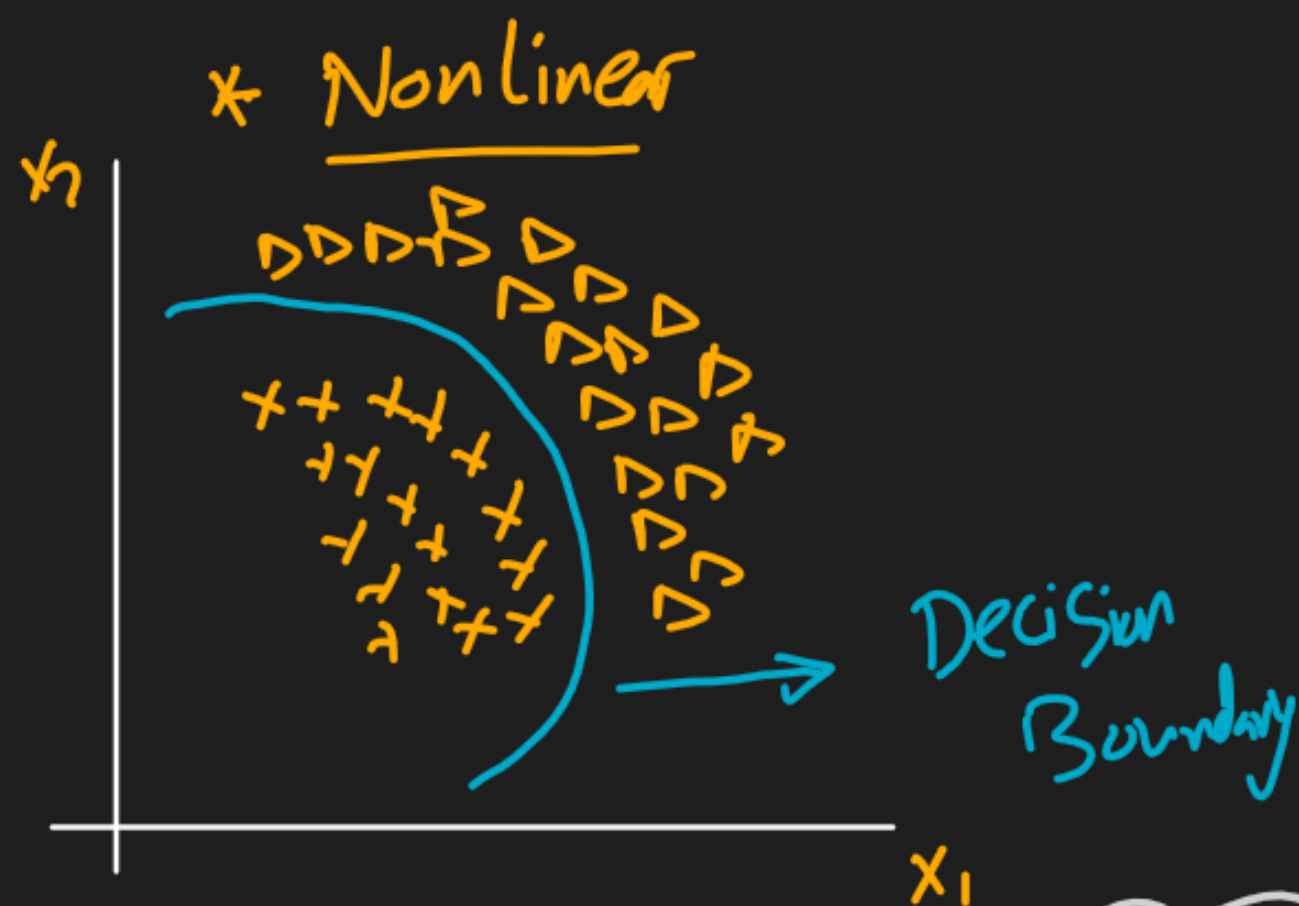 * Nonlinear
x₂
Decision
Boundary
x₁